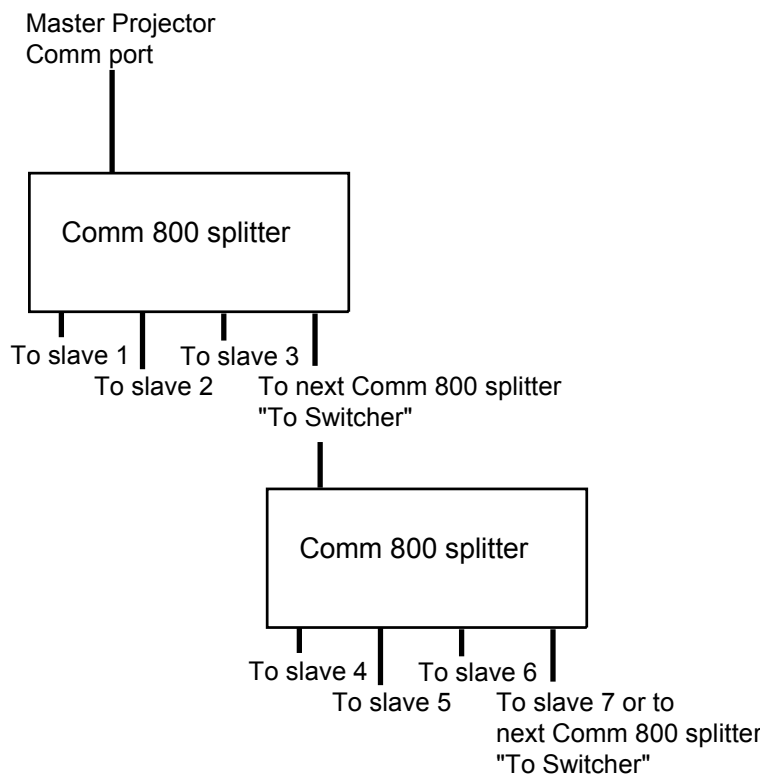 Master Projector
Comm port
Comm 800 splitter
To slave 1
To slave 2
To slave 3
To next Comm 800 splitter
"To Switcher"
Comm 800 splitter
To slave 4
To slave 5
To slave 6
To slave 7 or to
next Comm 800 splitter
"To Switcher"